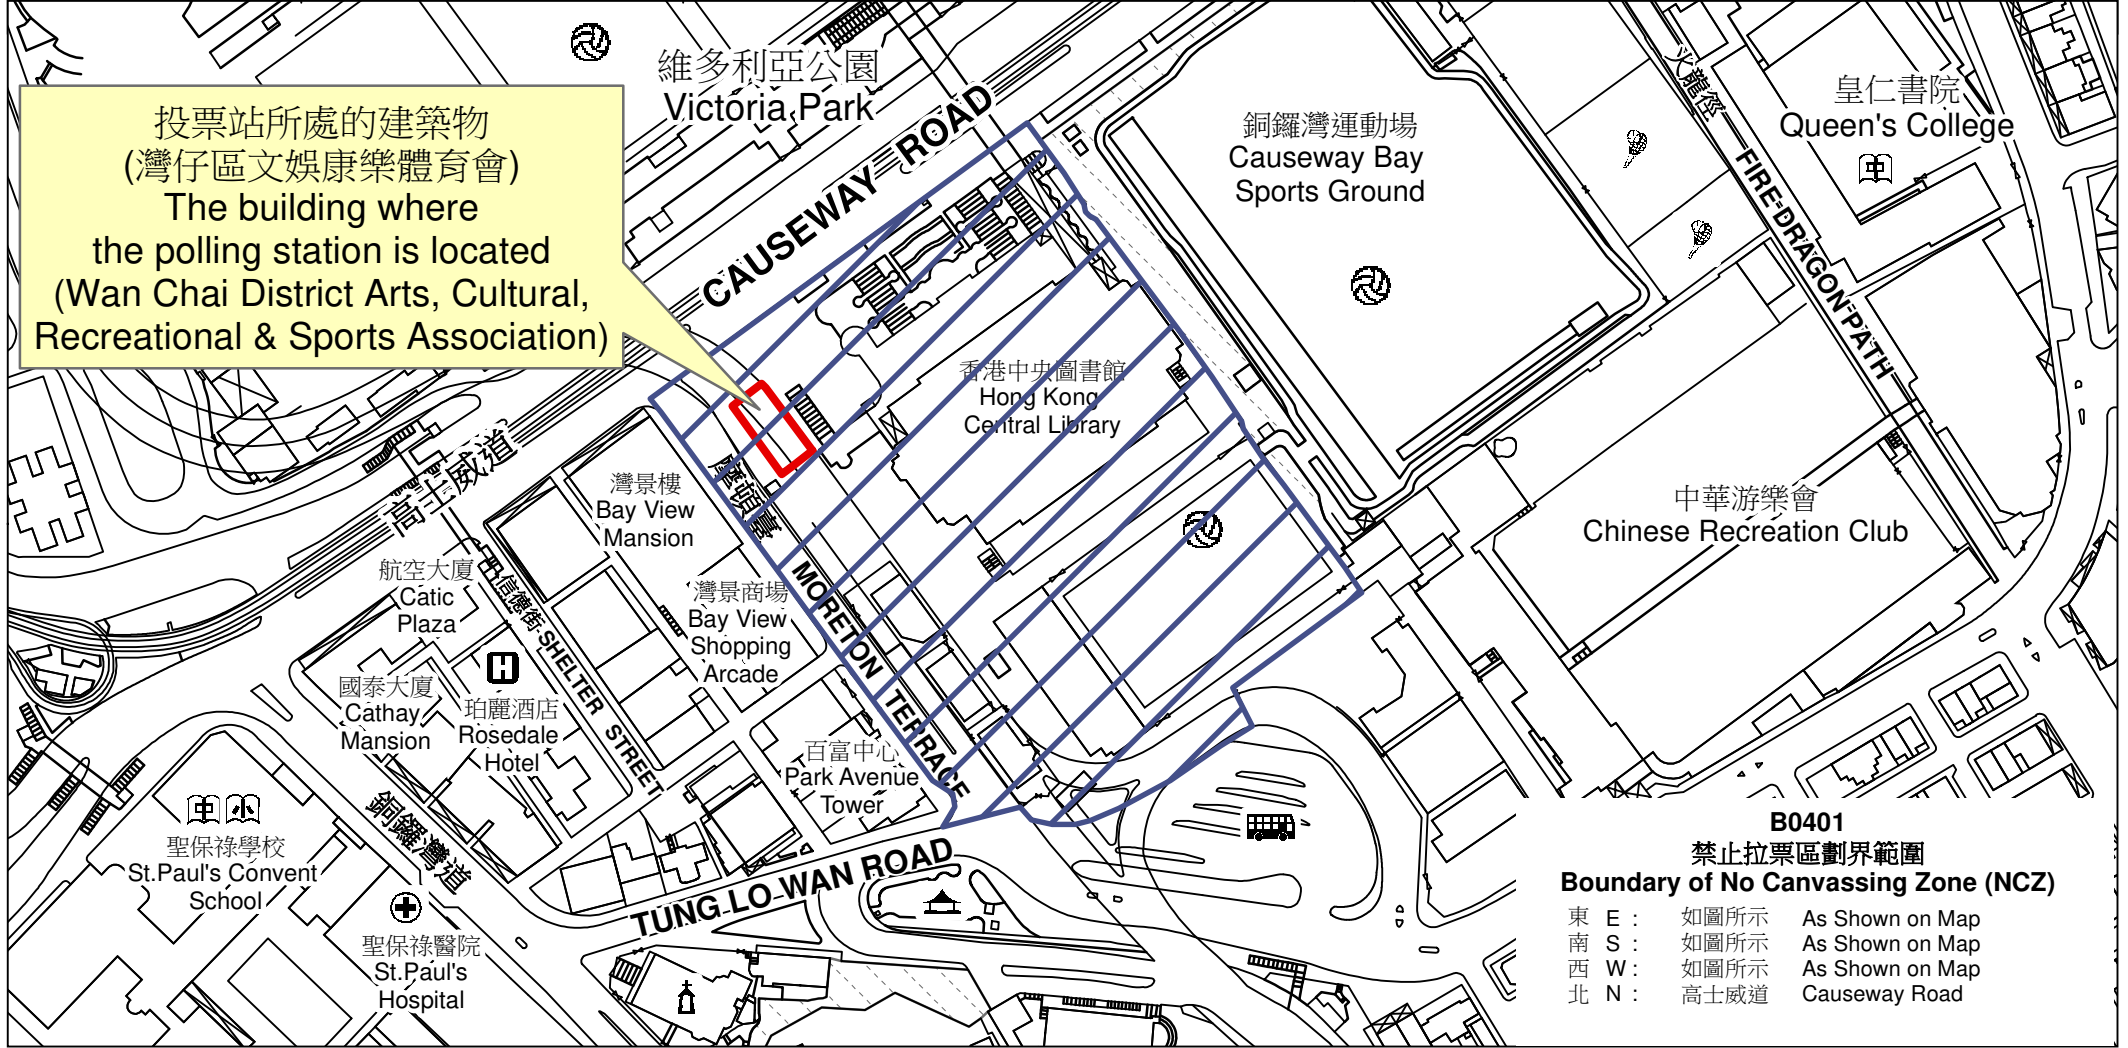 投票站所處的建築物
(灣仔區文娛康樂體育會)
The building where
the polling station is located
(Wan Chai District Arts, Cultural,
Recreational & Sports Association)
維多利亞公園
Victoria Park
CAUSEWAY ROAD
高士威道
銅鑼灣運動場
Causeway Bay
Sports Ground
火龍徑
FIRE DRAGON PATH
皇仁書院
Queen's College
中
香港中央圖書館
Hong Kong
Central Library
摩頓臺
MORETON TERRACE
灣景樓
Bay View
Mansion
灣景商場
Bay View
Shopping
Arcade
航空大廈
Catic
Plaza
信德街 SHELTER STREET
國泰大廈
Cathay
Mansion
H
珀麗酒店
Rosedale
Hotel
百富中心
Park Avenue
Tower
中華游樂會
Chinese Recreation Club
中 小
聖保祿學校
St.Paul's Convent
School
銅鑼灣道
TUNG LO WAN ROAD
聖保祿醫院
St.Paul's
Hospital
B0401
禁止拉票區劃界範圍
Boundary of No Canvassing Zone (NCZ)
東 E : 如圖所示 As Shown on Map
南 S : 如圖所示 As Shown on Map
西 W : 如圖所示 As Shown on Map
北 N : 高士威道 Causeway Road